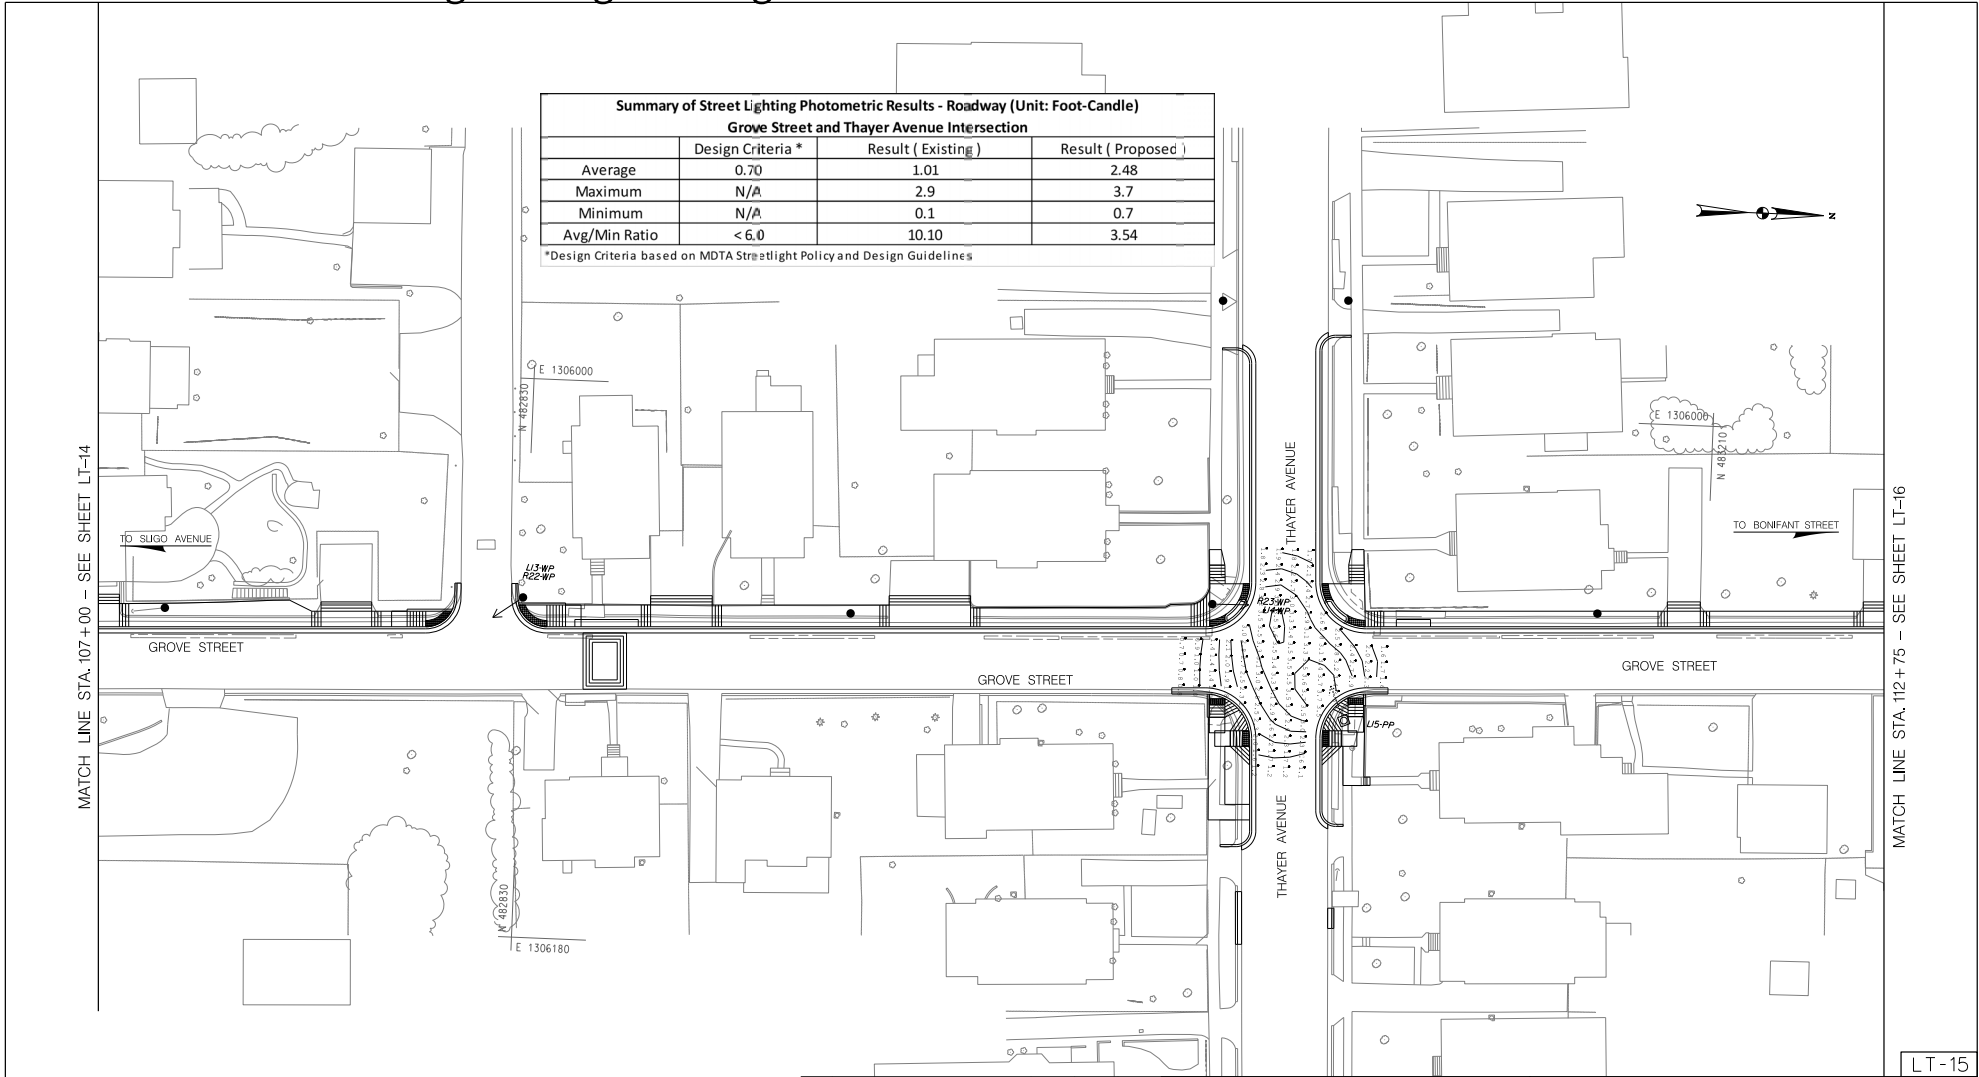 Summary of Street Lighting Photometric Results - Roadway (Unit: Foot-Candle)
Grove Street and Thayer Avenue Intersection
Design Criteria * Result ( Existing ) Result ( Proposed )
Average 0.70 1.01 2.48
Maximum N/A 2.9 3.7
Minimum N/A 0.1 0.7
Avg/Min Ratio < 6.0 10.10 3.54
*Design Criteria based on MDTA Streetlight Policy and Design Guidelines
N
E 1306000
N 482830
E 1306000
N 483210
MATCH LINE STA. 107+00 - SEE SHEET LT-14
THAYER AVENUE
MATCH LINE STA. 112+75 - SEE SHEET LT-16
TO SLIGO AVENUE
TO BONIFANT STREET
L13-WP
R22-WP
R23-WP
L14-WP
GROVE STREET
GROVE STREET
GROVE STREET
L15-PP
THAYER AVENUE
N 482830
E 1306180
LT-15